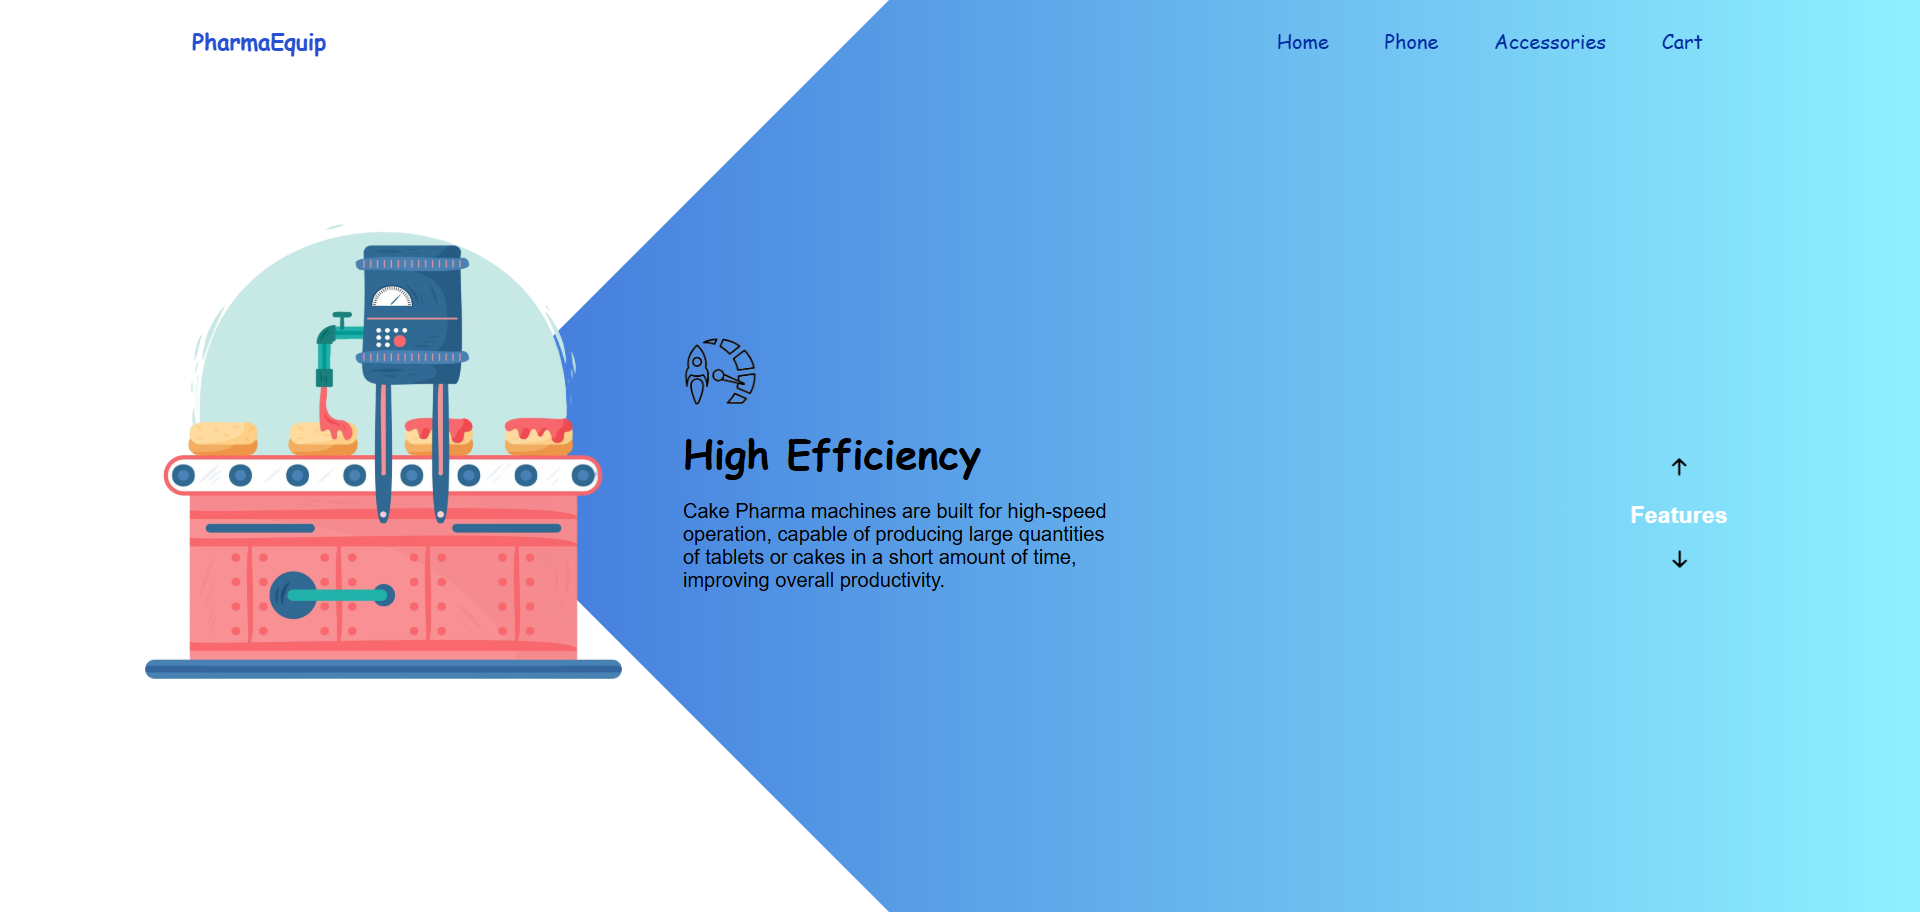 PharmaEquip
Home Phone Accessories Cart
High Efficiency
Cake Pharma machines are built for high-speed
operation, capable of producing large quantities
of tablets or cakes in a short amount of time,
improving overall productivity.
Features